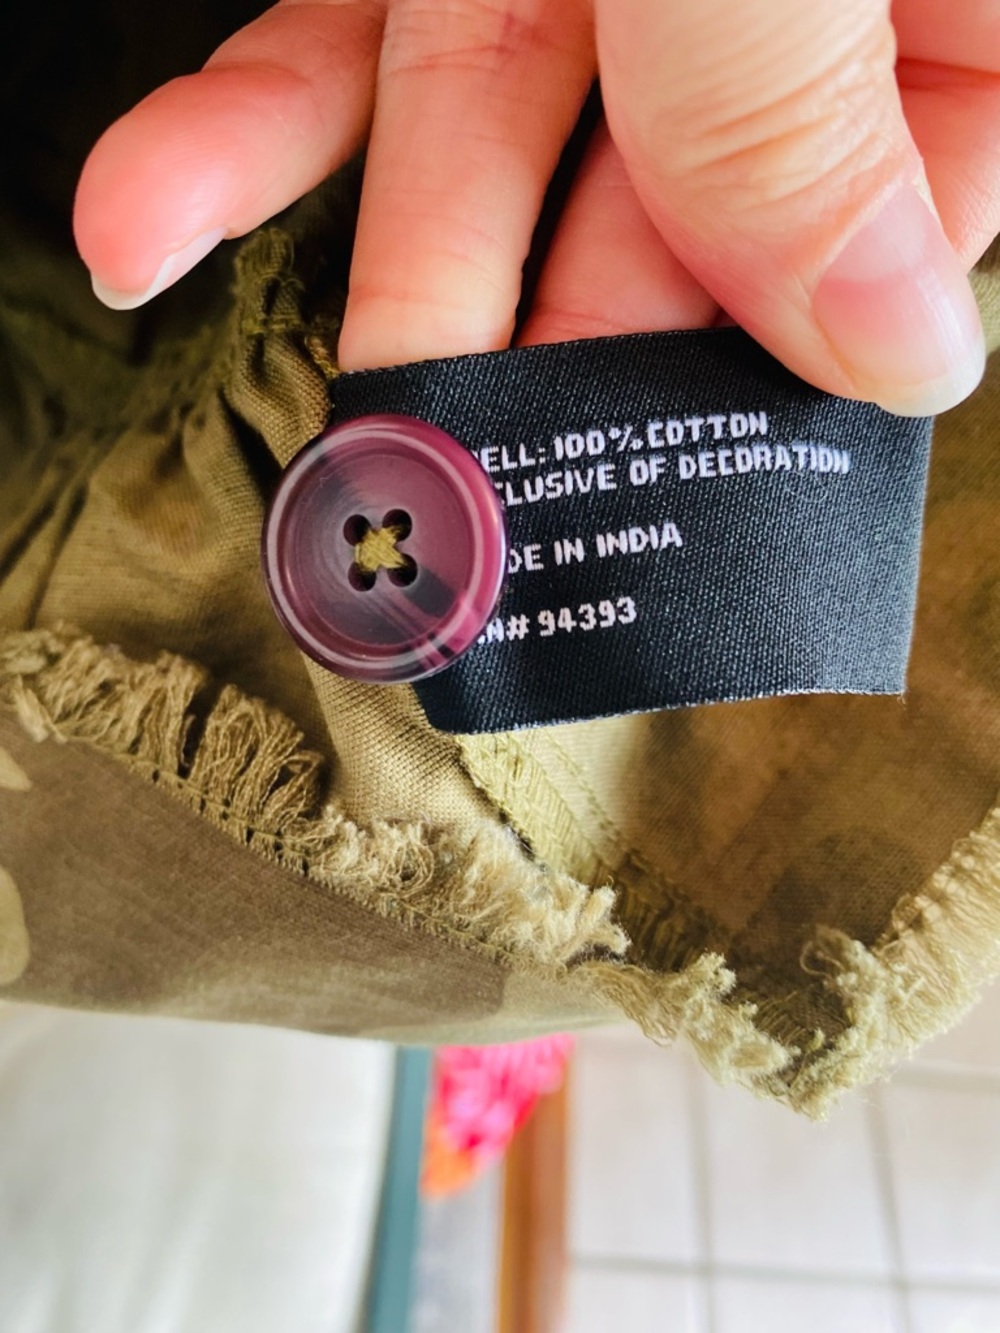 ELL: 100% COTTON
CLUSIVE OF DECORATION
DE IN INDIA
N# 94393